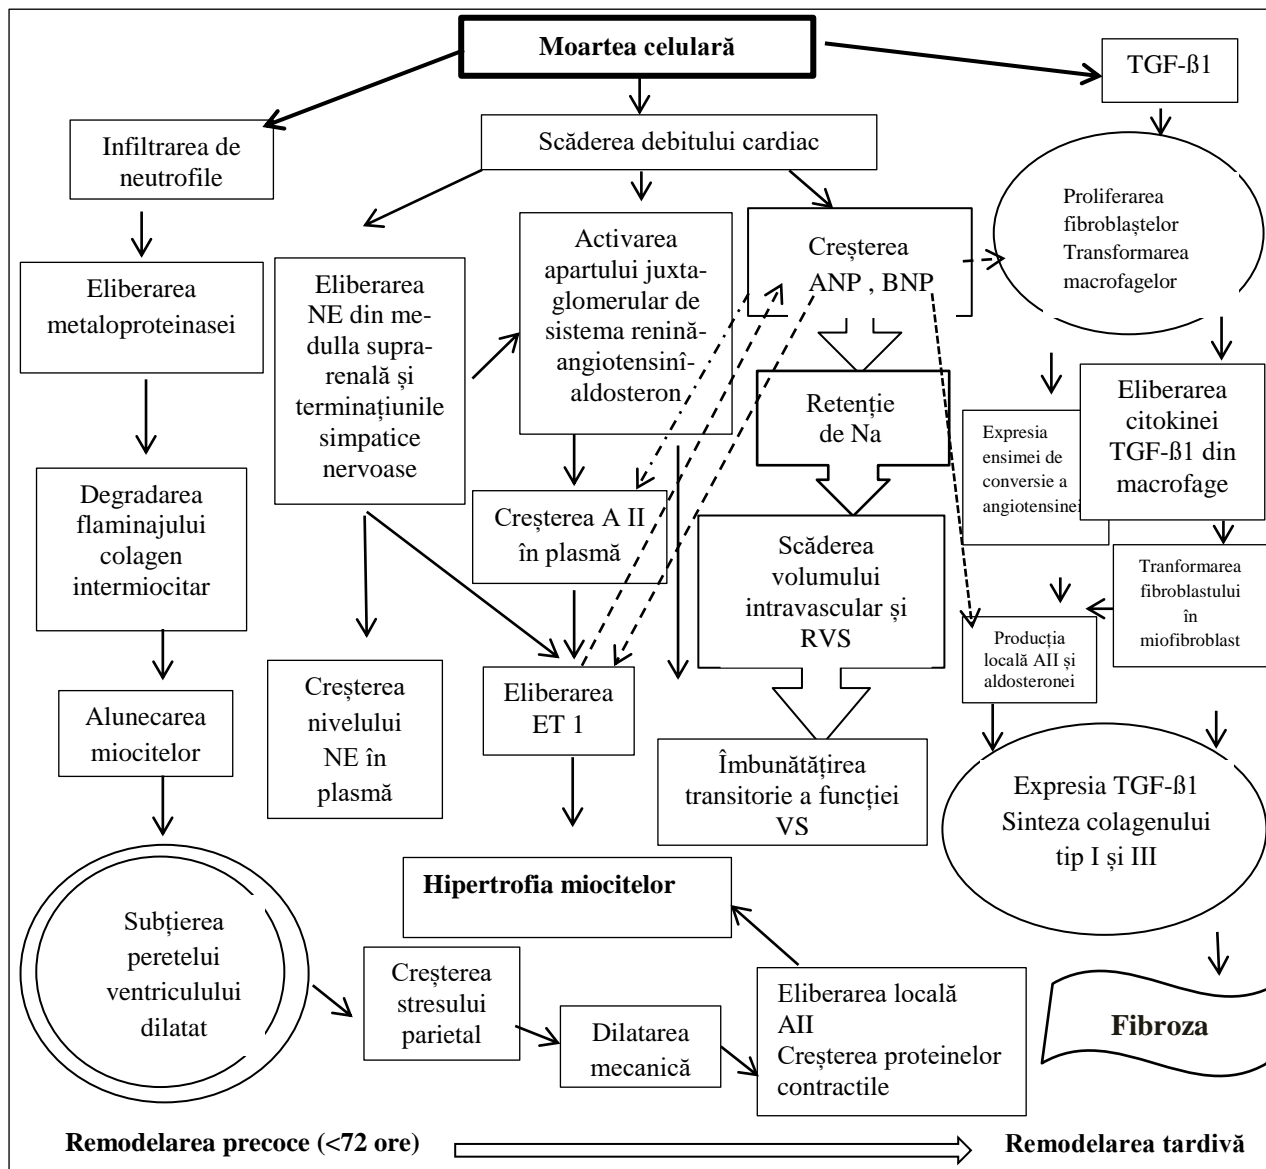 Moartea celulară
TGF-ß1
Infiltrarea de
neutrofile
Scăderea debitului cardiac
Proliferarea
fibroblaștelor
Transformarea
macrofagelor
Eliberarea
metaloproteinasei
Eliberarea
NE din me-
dulla supra-
renală și
terminațiunile
simpatice
nervoase
Activarea
apartului juxta-
glomerular de
sistema renină-
angiotensinî-
aldosteron
Creșterea
ANP , BNP
Retenție
de Na
Expresia
ensimei de
conversie a
angiotensinei
Eliberarea
citokinei
TGF-ß1 din
macrofage
Degradarea
flaminajului
colagen
intermiocitar
Creșterea A II
în plasmă
Scăderea
volumului
intravascular și
RVS
Tranformarea
fibroblastului
în
miofibroblast
Producția
locală AII și
aldosteronei
Alunecarea
miocitelor
Creșterea
nivelului
NE în
plasmă
Eliberarea
ET 1
Îmbunătățirea
transitorie a funcției
VS
Expresia TGF-ß1
Sinteza colagenului
tip I și III
Hipertrofia miocitelor
Subțierea
peretelui
ventriculului
dilatat
Creșterea
stresului
parietal
Dilatarea
mecanică
Eliberarea locală
AII
Creșterea proteinelor
contractile
Fibroza
Remodelarea precoce (<72 ore)
Remodelarea tardivă